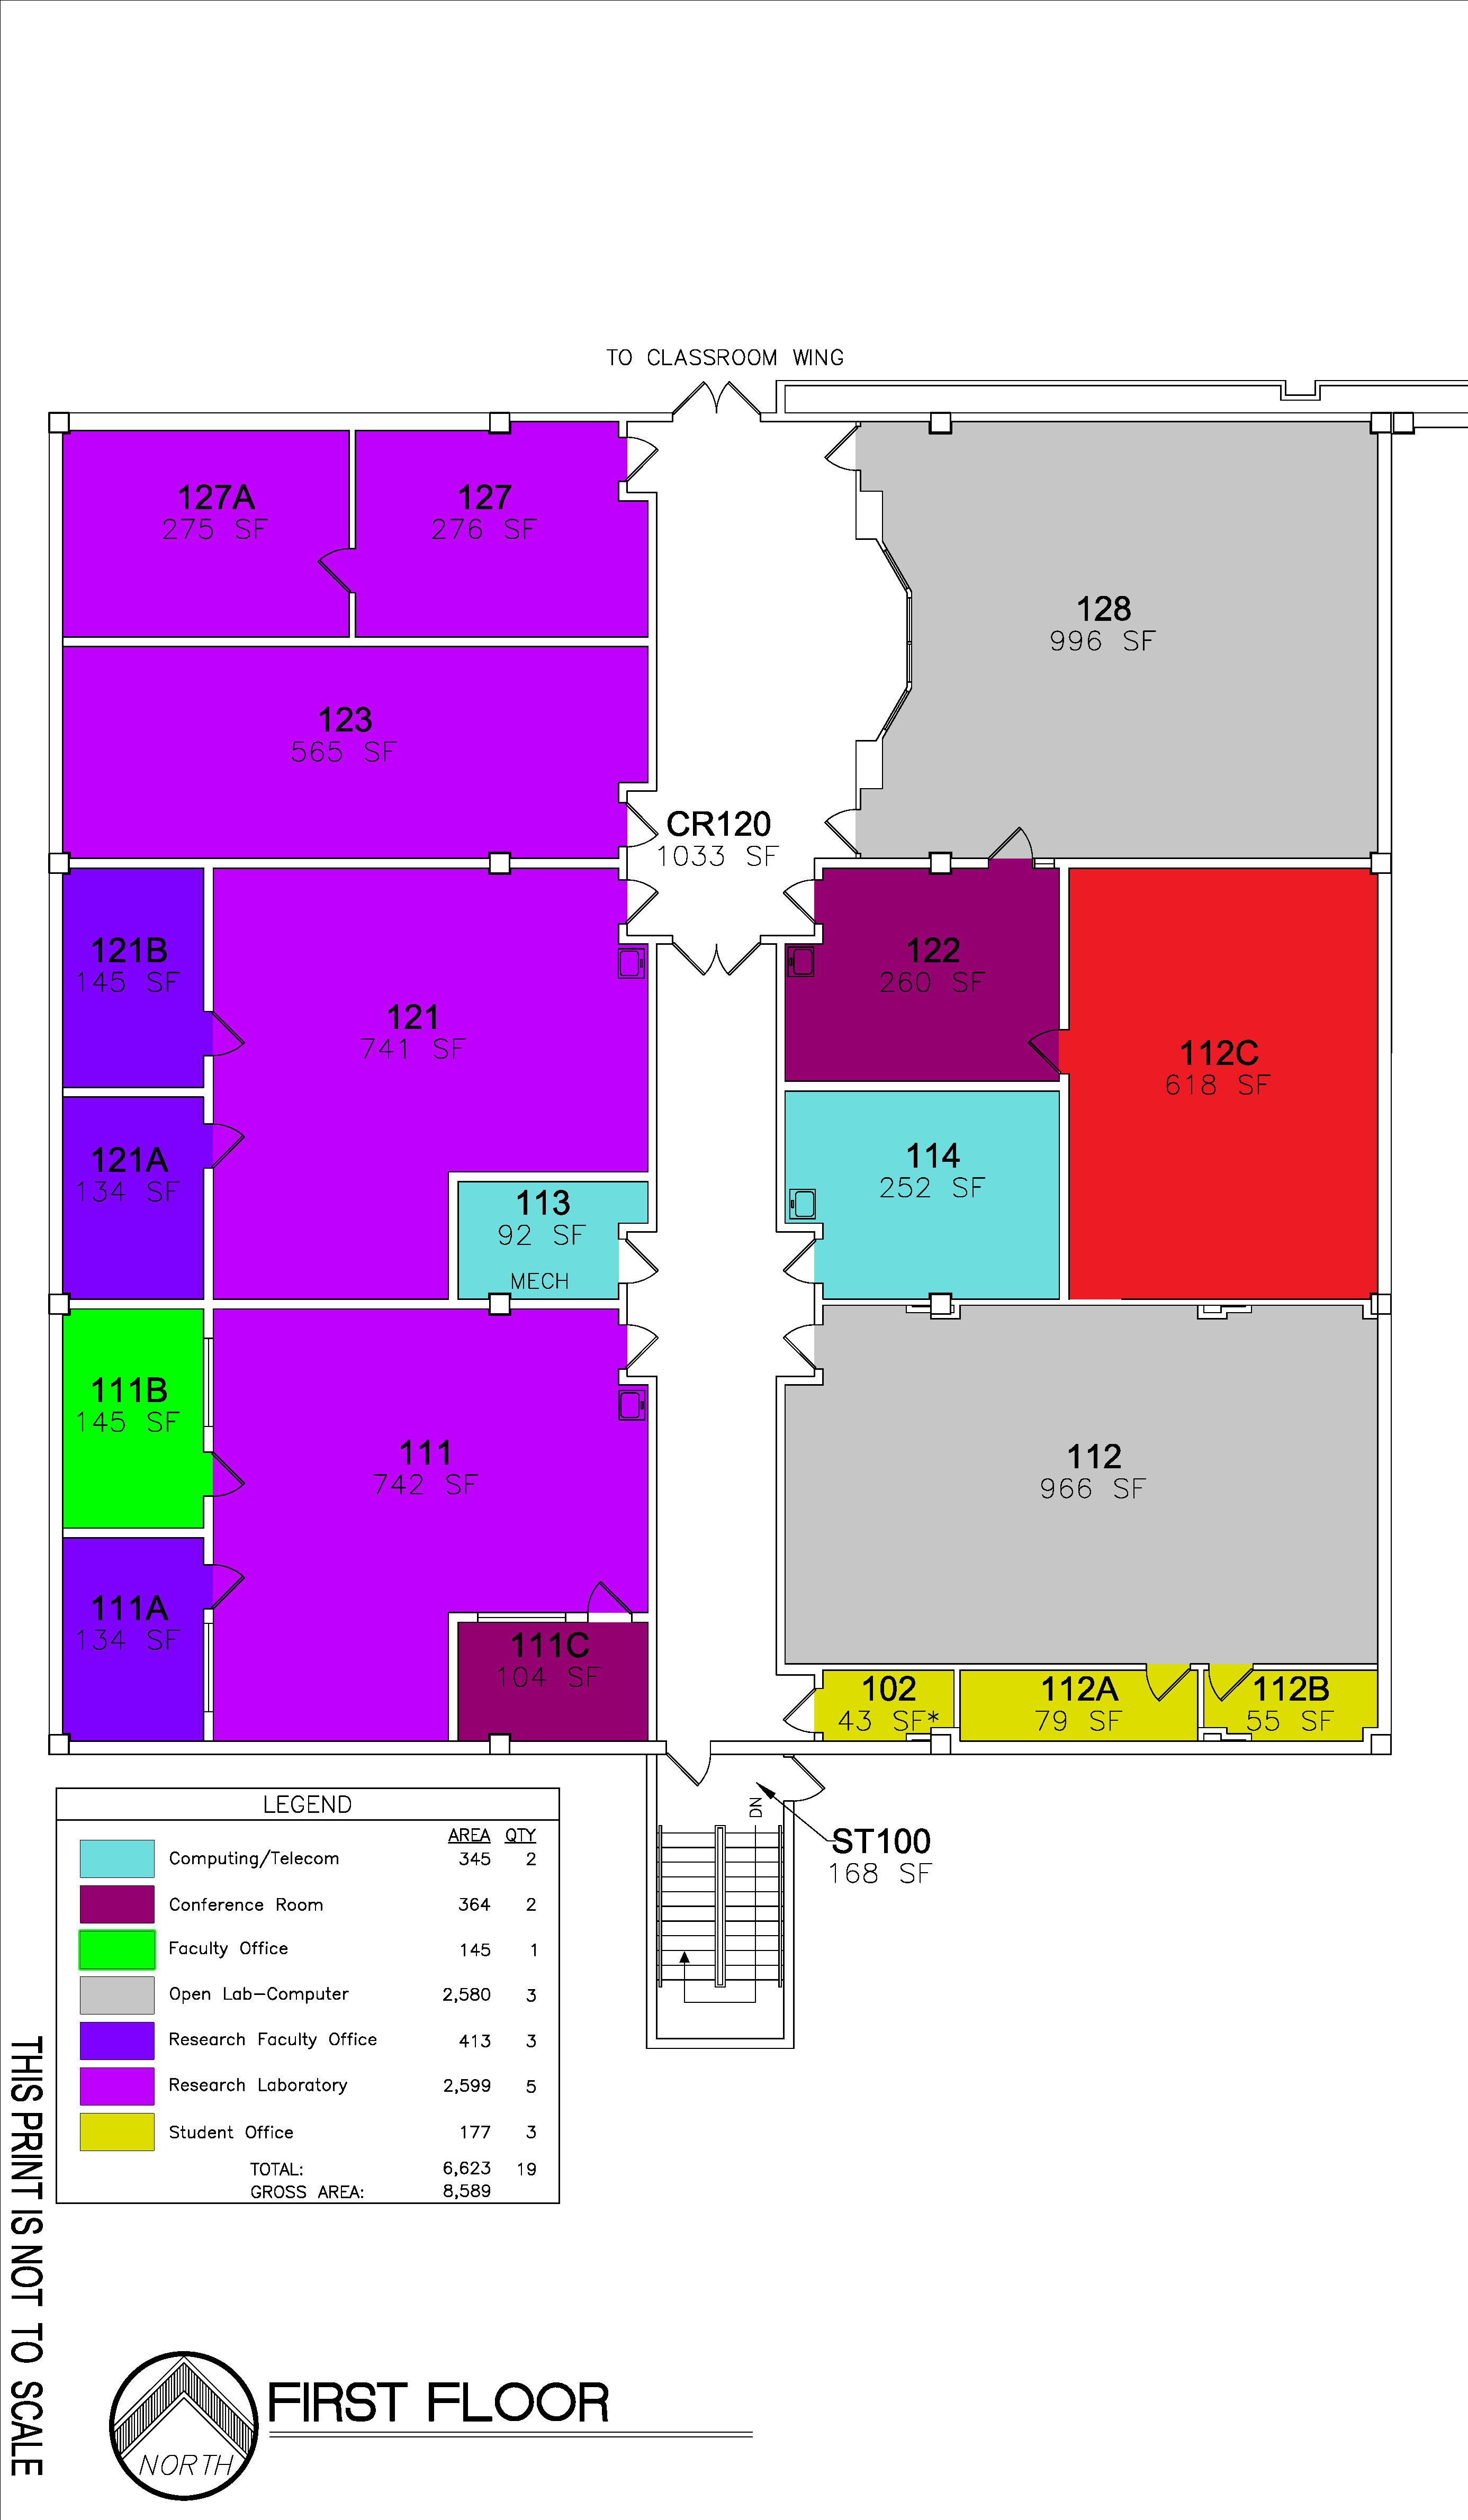 TO CLASSROOM WING
127A
275 SF
127
276 SF
128
996 SF
123
565 SF
CR120
1033 SF
121B
145 SF
121
741 SF
122
260 SF
112C
618 SF
121A
134 SF
113
92 SF
MECH
114
252 SF
111B
145 SF
111
742 SF
112
966 SF
111A
134 SF
111C
104 SF
102
43 SF*
112A
79 SF
112B
55 SF
DN
ST100
168 SF
LEGEND
AREA QTY
Computing/Telecom 345 2
Conference Room 364 2
Faculty Office 145 1
Open Lab-Computer 2,580 3
Research Faculty Office 413 3
Research Laboratory 2,599 5
Student Office 177 3
TOTAL: 6,623 19
GROSS AREA: 8,589
THIS PRINT IS NOT TO SCALE
NORTH
FIRST FLOOR